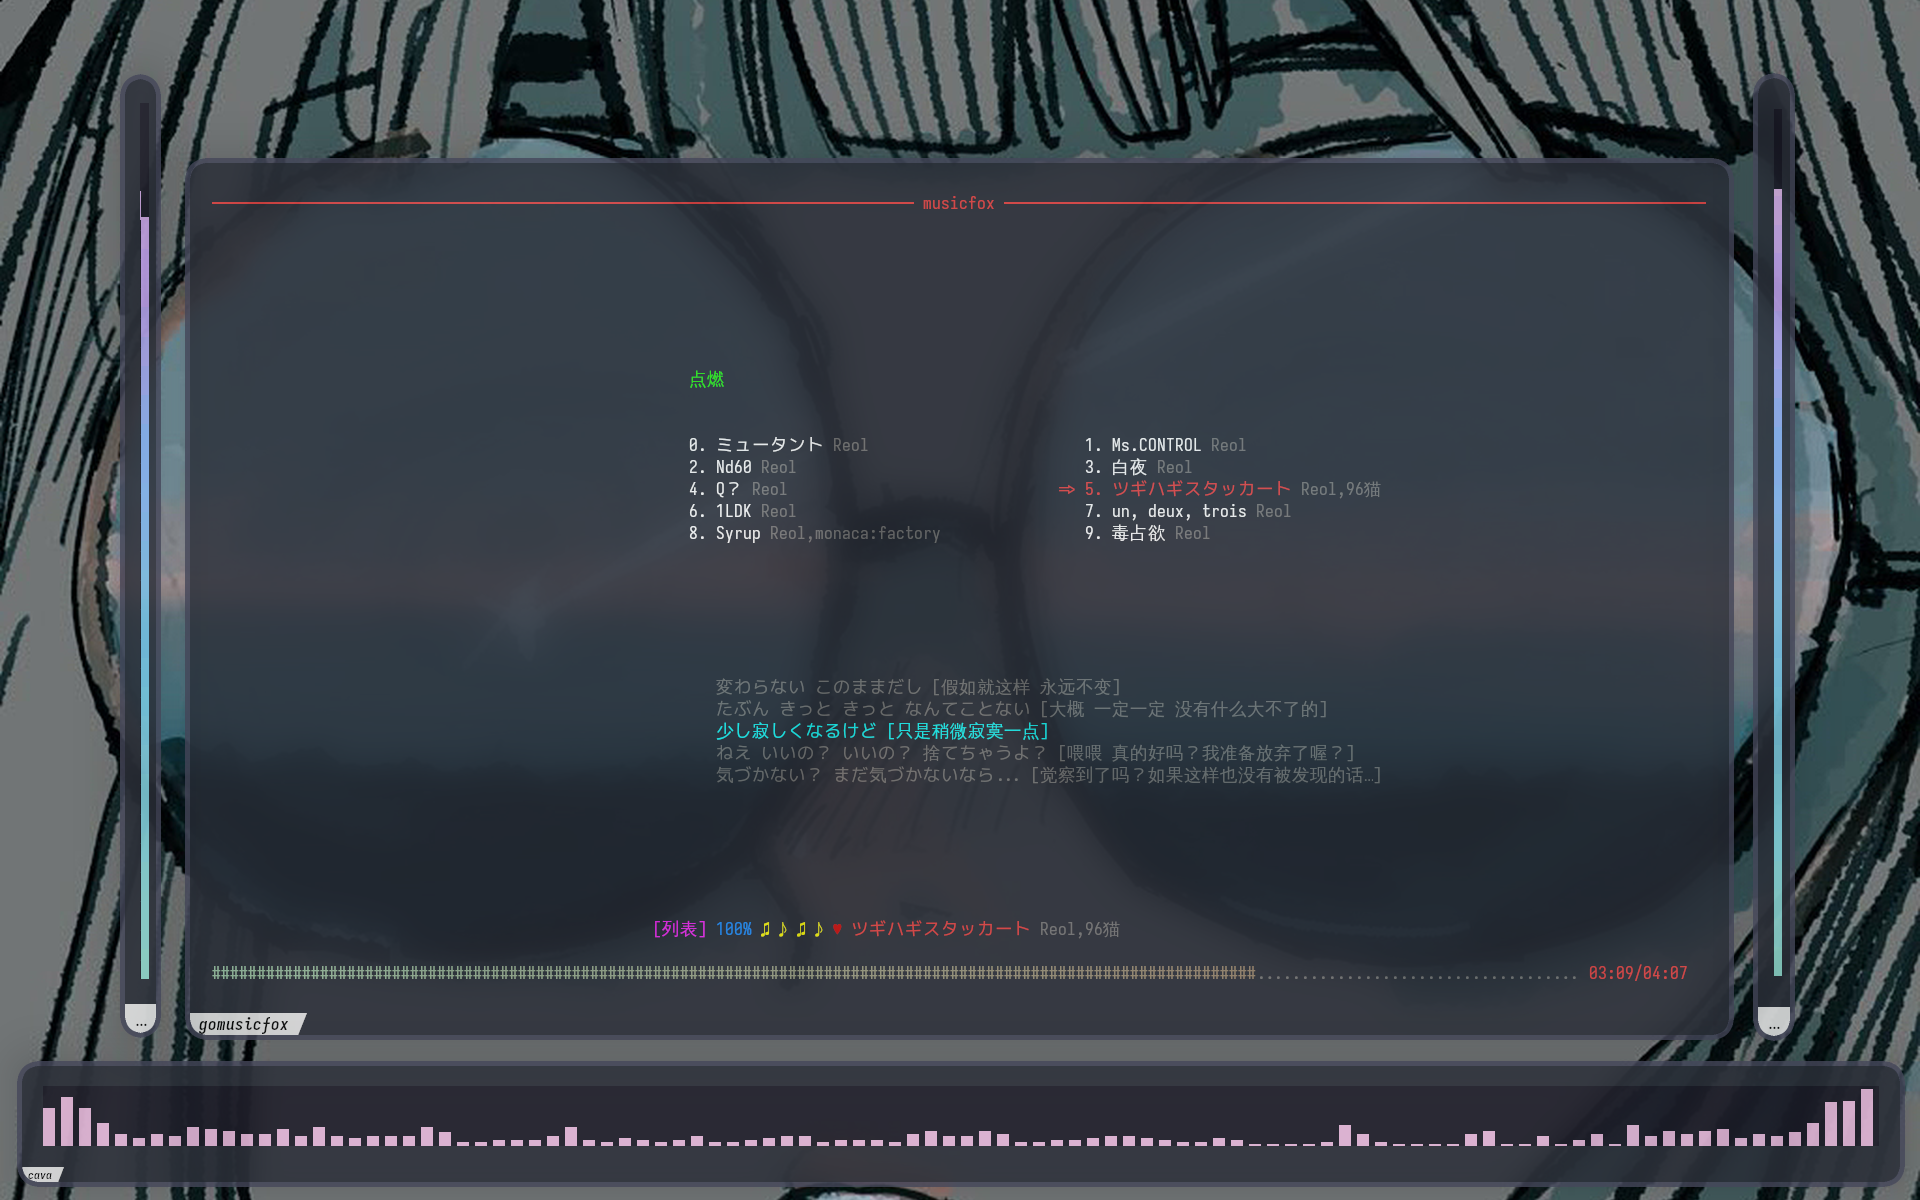 musicfox
点燃
0. ミュータント Reol
1. Ms.CONTROL Reol
2. Nd60 Reol
3. 白夜 Reol
4. Q？ Reol
⇒ 5. ツギハギスタッカート Reol,96猫
6. 1LDK Reol
7. un, deux, trois Reol
8. Syrup Reol,monaca:factory
9. 毒占欲 Reol
変わらない このままだし [假如就这样 永远不变]
たぶん きっと きっと なんてことない [大概 一定一定 没有什么大不了的]
少し寂しくなるけど [只是稍微寂寞一点]
ねえ いいの？ いいの？ 捨てちゃうよ？ [喂喂 真的好吗？我准备放弃了喔？]
気づかない？ まだ気づかないなら... [觉察到了吗？如果这样也没有被发现的话…]
[列表] 100% ♫ ♪ ♫ ♪ ♥ ツギハギスタッカート Reol,96猫
03:09/04:07
...
gomusicfox
...
cava